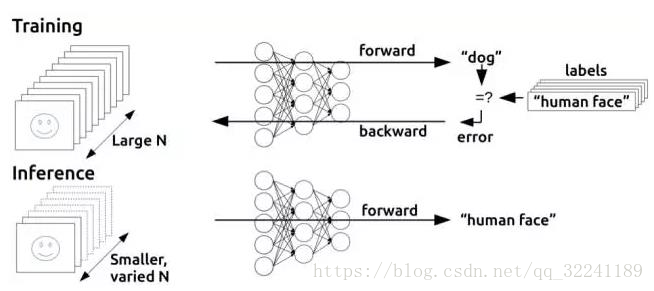 Training
forward
"dog"
labels
=?
"human face"
Large N
backward
error
Inference
forward
"human face"
Smaller,
varied N
https://blog.csdn.net/qq_32241189